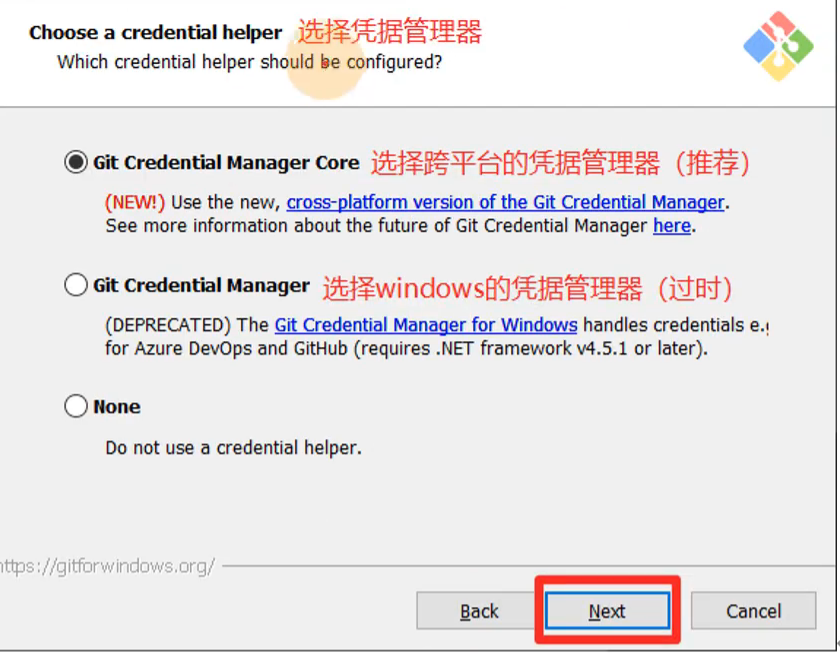 Choose a credential helper 选择凭据管理器
Which credential helper should be configured?
Git Credential Manager Core 选择跨平台的凭据管理器（推荐）
(NEW!) Use the new, cross-platform version of the Git Credential Manager.
See more information about the future of Git Credential Manager here.
Git Credential Manager 选择windows的凭据管理器（过时）
(DEPRECATED) The Git Credential Manager for Windows handles credentials e.g
for Azure DevOps and GitHub (requires .NET framework v4.5.1 or later).
None
Do not use a credential helper.
https://gitforwindows.org/
Back Next Cancel